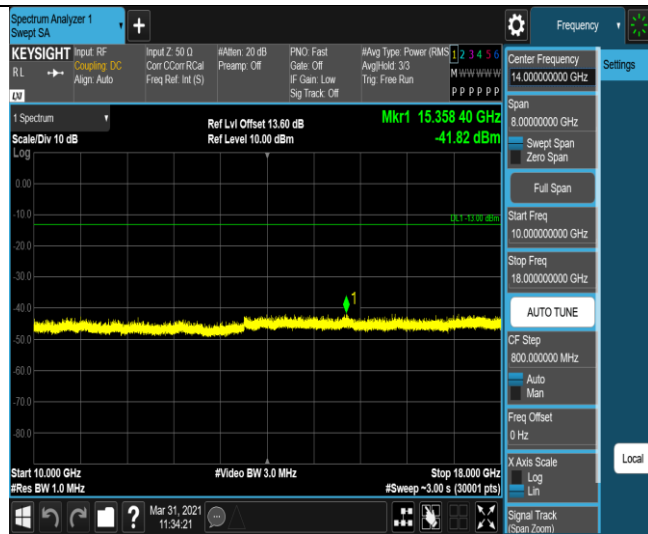 Spectrum Analyzer 1
Swept SA
+
Frequency
KEYSIGHT
RL
LXI
Input: RF
Coupling: DC
Align: Auto
Input Z: 50 Ω
Corr CCorr RCal
Freq Ref: Int (S)
#Atten: 20 dB
Preamp: Off
PNO: Fast
Gate: Off
IF Gain: Low
Sig Track: Off
#Avg Type: Power (RMS
Avg|Hold: 3/3
Trig: Free Run
1 2 3 4 5 6
M W W W W W
P P P P P P
1 Spectrum
Scale/Div 10 dB
Log
Ref Lvl Offset 13.60 dB
Ref Level 10.00 dBm
Mkr1 15.358 40 GHz
-41.82 dBm
0.00
-10.0
DL1 -13.00 dBm
-20.0
-30.0
1
-40.0
-50.0
-60.0
-70.0
-80.0
Start 10.000 GHz
#Res BW 1.0 MHz
#Video BW 3.0 MHz
Stop 18.000 GHz
#Sweep ~3.00 s (30001 pts)
?
Mar 31, 2021
11:34:21
Center Frequency
14.000000000 GHz
Settings
Span
8.00000000 GHz
Swept Span
Zero Span
Full Span
Start Freq
10.000000000 GHz
Stop Freq
18.000000000 GHz
AUTO TUNE
CF Step
800.000000 MHz
Auto
Man
Freq Offset
0 Hz
X Axis Scale
Log
Lin
Local
Signal Track
(Span Zoom)